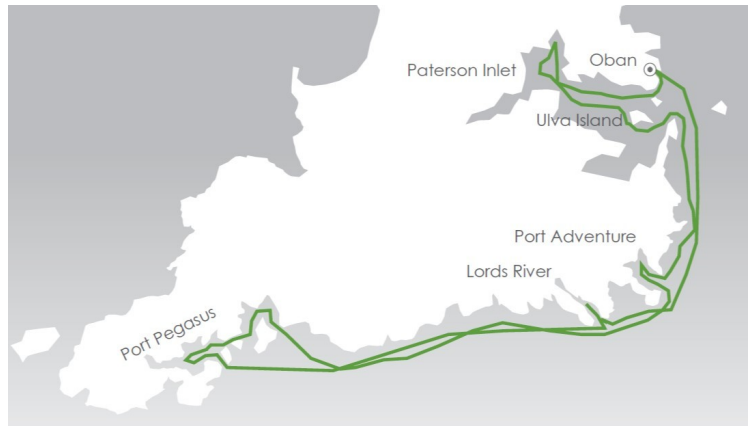 Oban
Paterson Inlet
Ulva Island
Port Adventure
Lords River
Port Pegasus